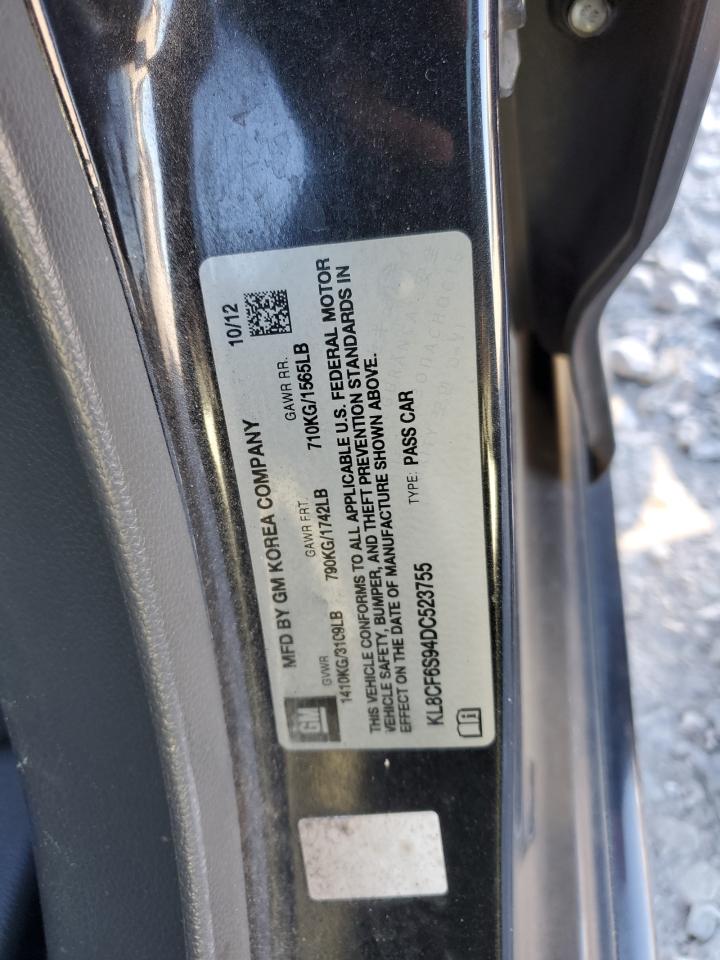 GM
MFD BY GM KOREA COMPANY
10/12
GVWR
GAWR FRT.
GAWR RR.
1410KG/3109LB
790KG/1742LB
710KG/1565LB
THIS VEHICLE CONFORMS TO ALL APPLICABLE U.S. FEDERAL MOTOR
VEHICLE SAFETY, BUMPER, AND THEFT PREVENTION STANDARDS IN
EFFECT ON THE DATE OF MANUFACTURE SHOWN ABOVE.
KL8CF6S94DC523755
TYPE: PASS CAR